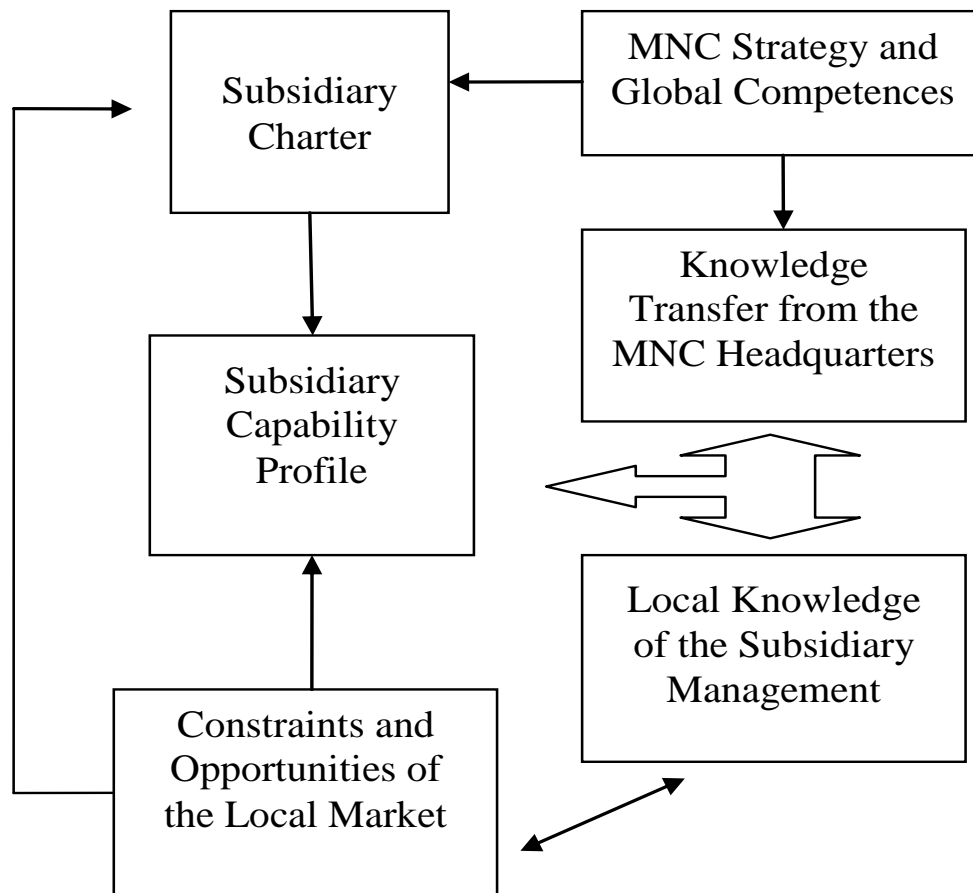 Subsidiary
Charter
MNC Strategy and
Global Competences
Knowledge
Transfer from the
MNC Headquarters
Subsidiary
Capability
Profile
Local Knowledge
of the Subsidiary
Management
Constraints and
Opportunities of
the Local Market